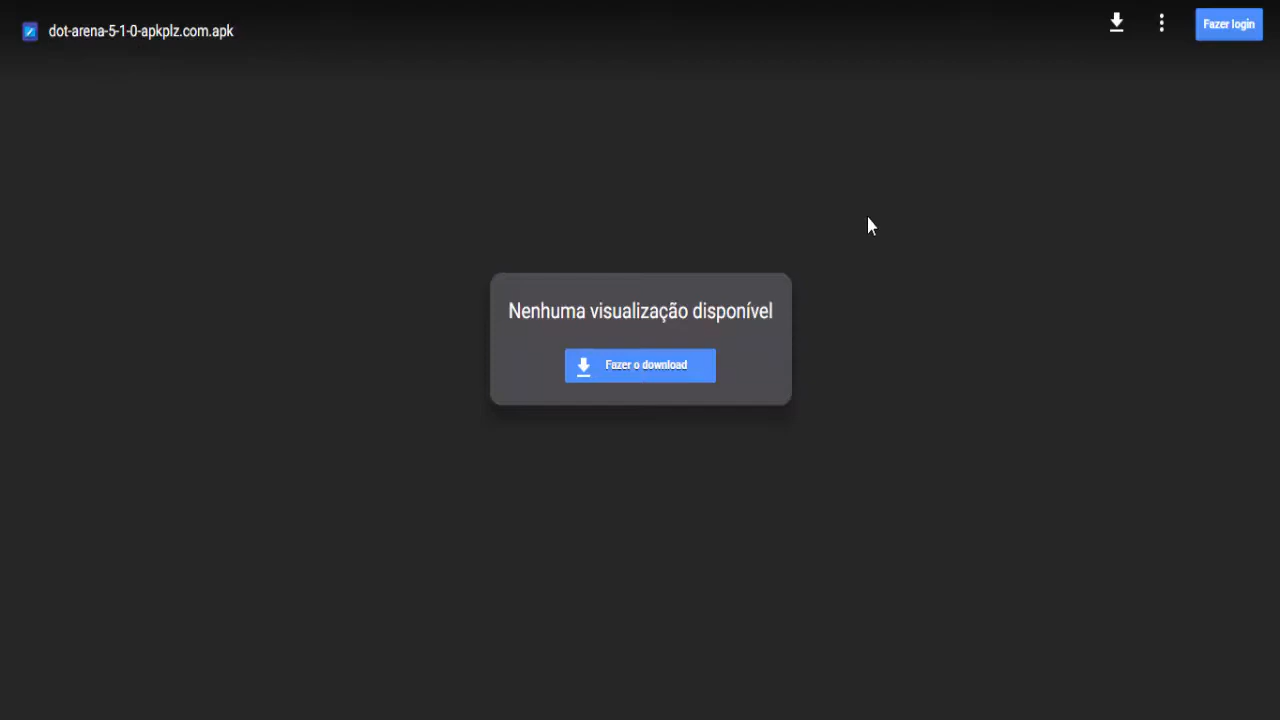 dot-arena-5-1-0-apkplz.com.apk
Fazer login
Nenhuma visualização disponível
Fazer o download